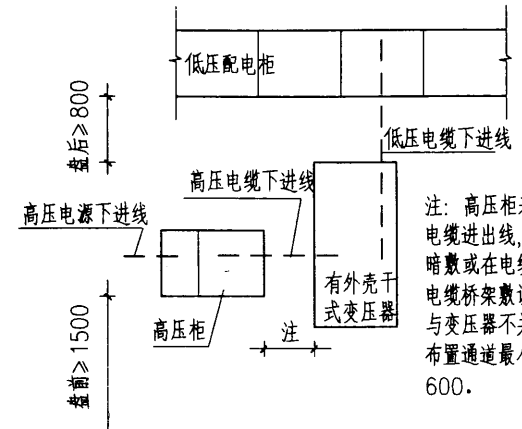 低压配电柜
盘后≥800
低压电缆下进线
高压电缆下进线
高压电源下进线
有外壳干
式变压器
高压柜
注
盘前≥1500
注: 高压柜
电缆进出线,
暗敷或在电缆
电缆桥架敷
与变压器不
布置通道最
600.